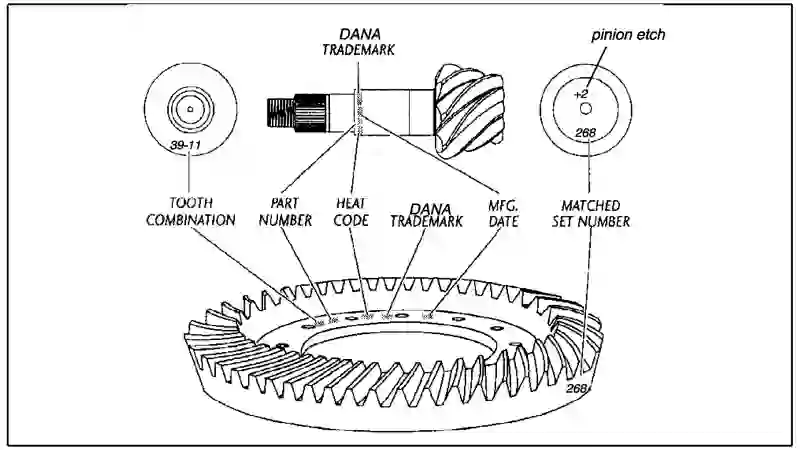 DANA
TRADEMARK
pinion etch
+2
268
39-11
TOOTH
COMBINATION
PART
NUMBER
HEAT
CODE
DANA
TRADEMARK
MFG.
DATE
MATCHED
SET NUMBER
268